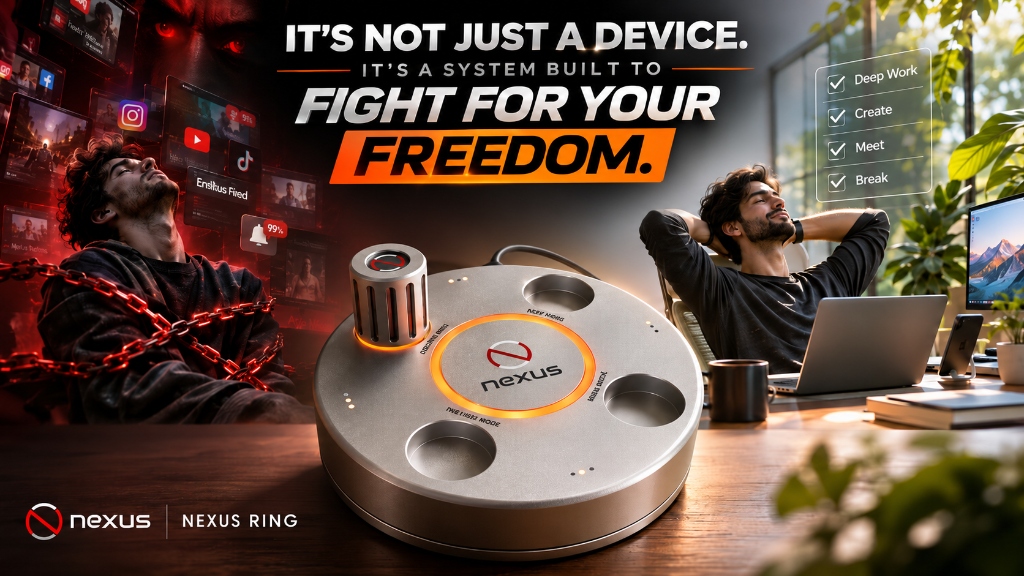 IT'S NOT JUST A DEVICE.
IT'S A SYSTEM BUILT TO
FIGHT FOR YOUR
FREEDOM.
99%
99%
Deep Work
Create
Meet
Break
nexus
MODE
nexus
NEXUS RING